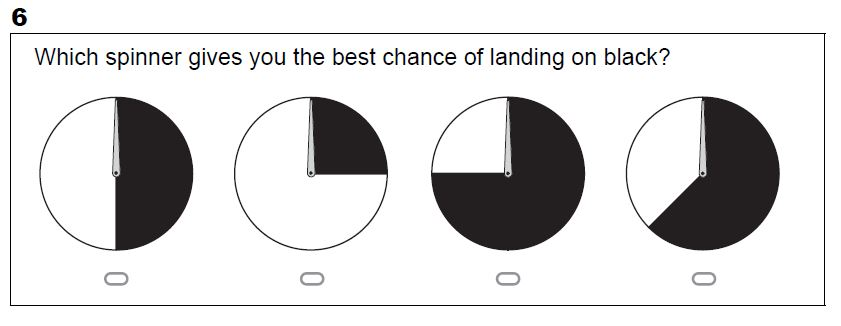 6
Which spinner gives you the best chance of landing on black?